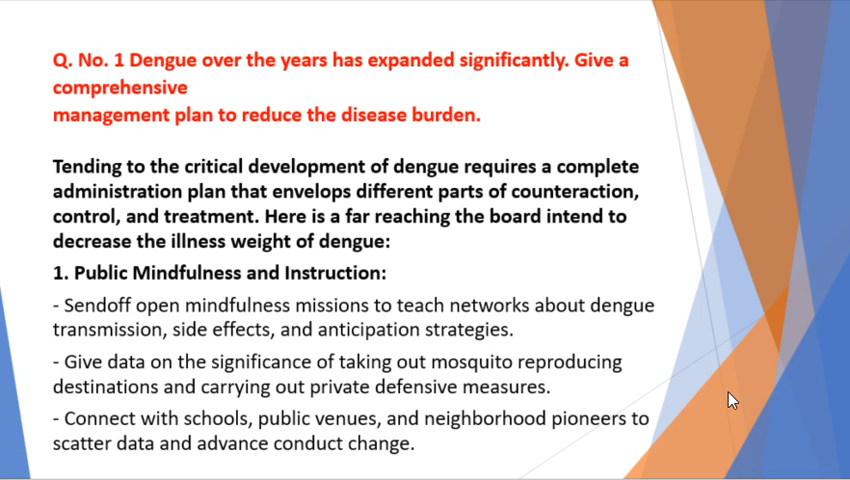 Q. No. 1 Dengue over the years has expanded significantly. Give a
comprehensive
management plan to reduce the disease burden.
Tending to the critical development of dengue requires a complete
administration plan that envelops different parts of counteraction,
control, and treatment. Here is a far reaching the board intend to
decrease the illness weight of dengue:
1. Public Mindfulness and Instruction:
- Sendoff open mindfulness missions to teach networks about dengue
transmission, side effects, and anticipation strategies.
- Give data on the significance of taking out mosquito reproducing
destinations and carrying out private defensive measures.
- Connect with schools, public venues, and neighborhood pioneers to
scatter data and advance conduct change.